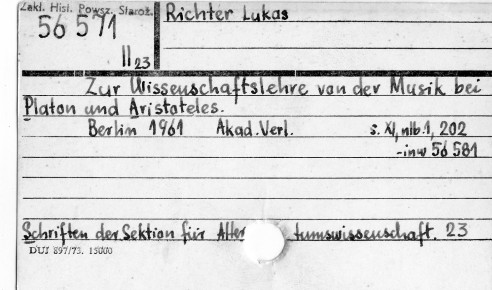 Zakl. Hist. Powsz. Staroż.
56 571
II 23
Richter Lukas
Zur Wissenschaftslehre von der Musik bei
Platon und Aristoteles.
Berlin 1961 Akad. Verl. s. XI, nlb. 1, 202
-inw 56 581
Schriften der Sektion für Alter tumswissenschaft. 23
DUJ 897/73. 15000